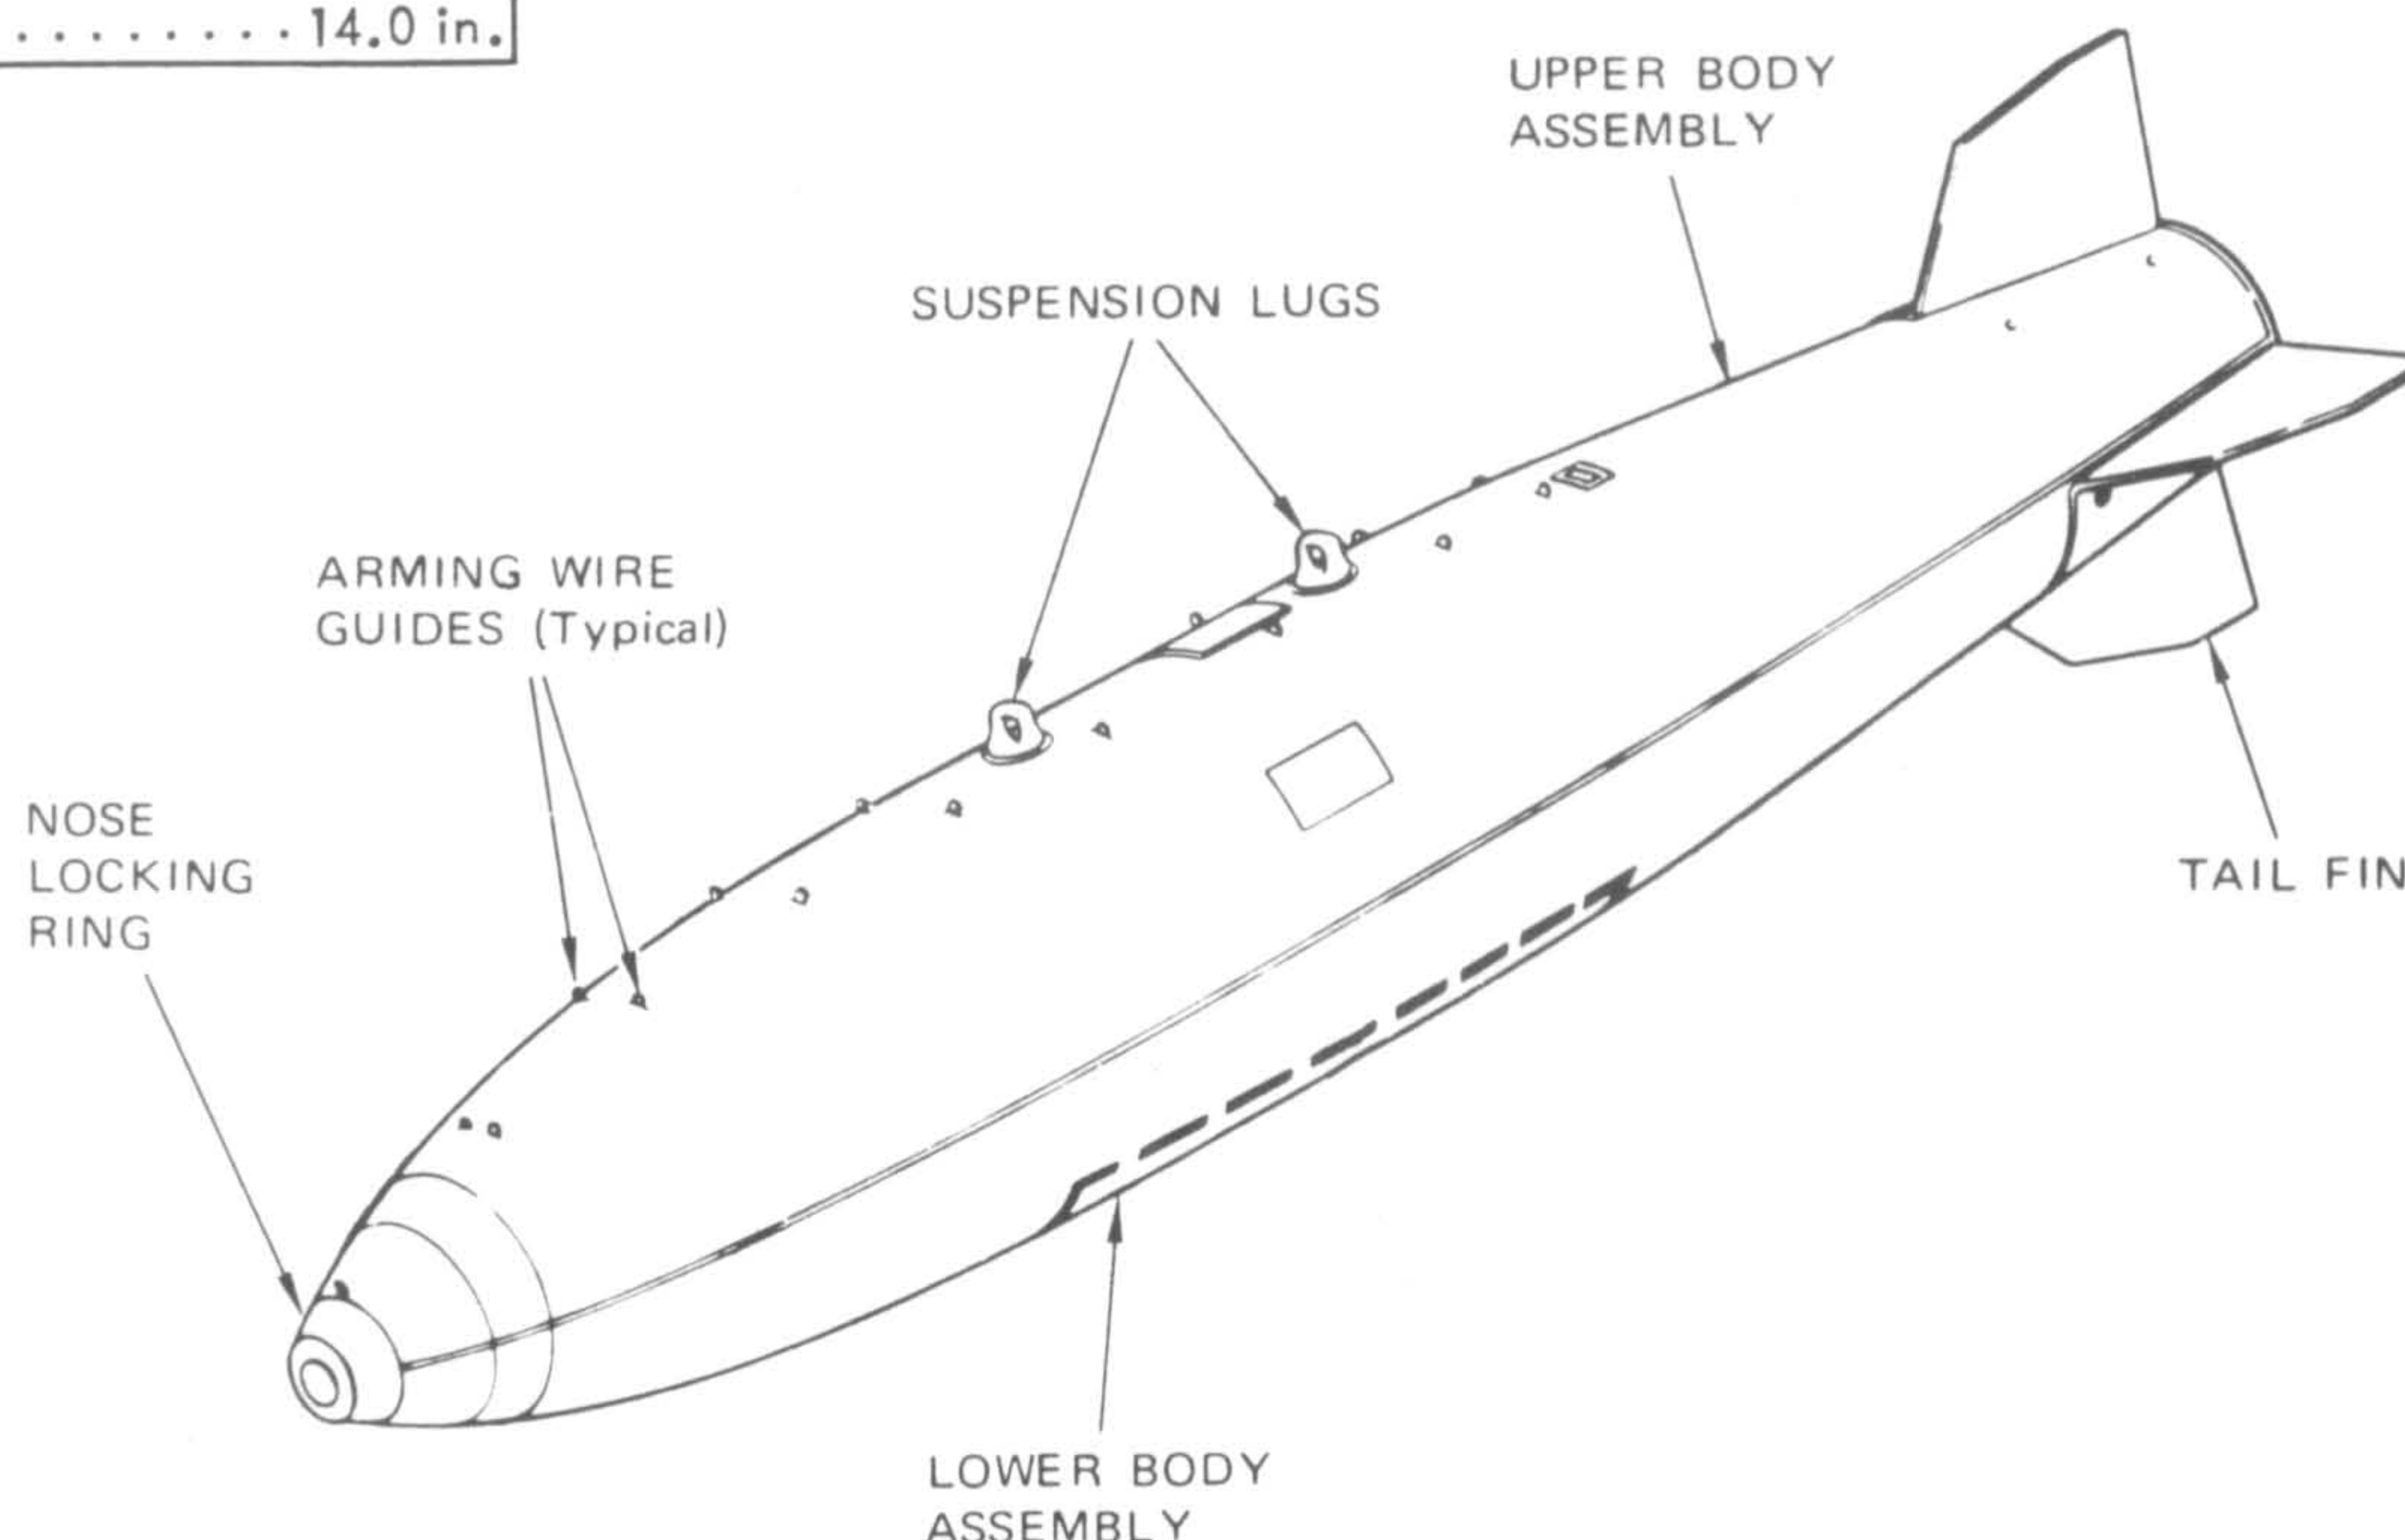 . . . . . . . . 14.0 in.
UPPER BODY
ASSEMBLY
SUSPENSION LUGS
ARMING WIRE
GUIDES (Typical)
NOSE
LOCKING
RING
TAIL FIN
LOWER BODY
ASSEMBLY